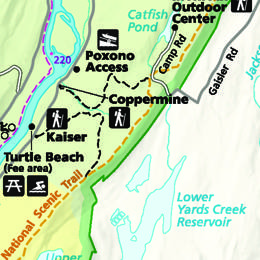 Outdoor
Center
Catfish
Pond
220
Poxono
Access
Camp Rd
Gaisler Rd
Coppermine
Kaiser
Turtle Beach
(Fee area)
National Scenic Trail
Lower
Yards Creek
Reservoir
Upper